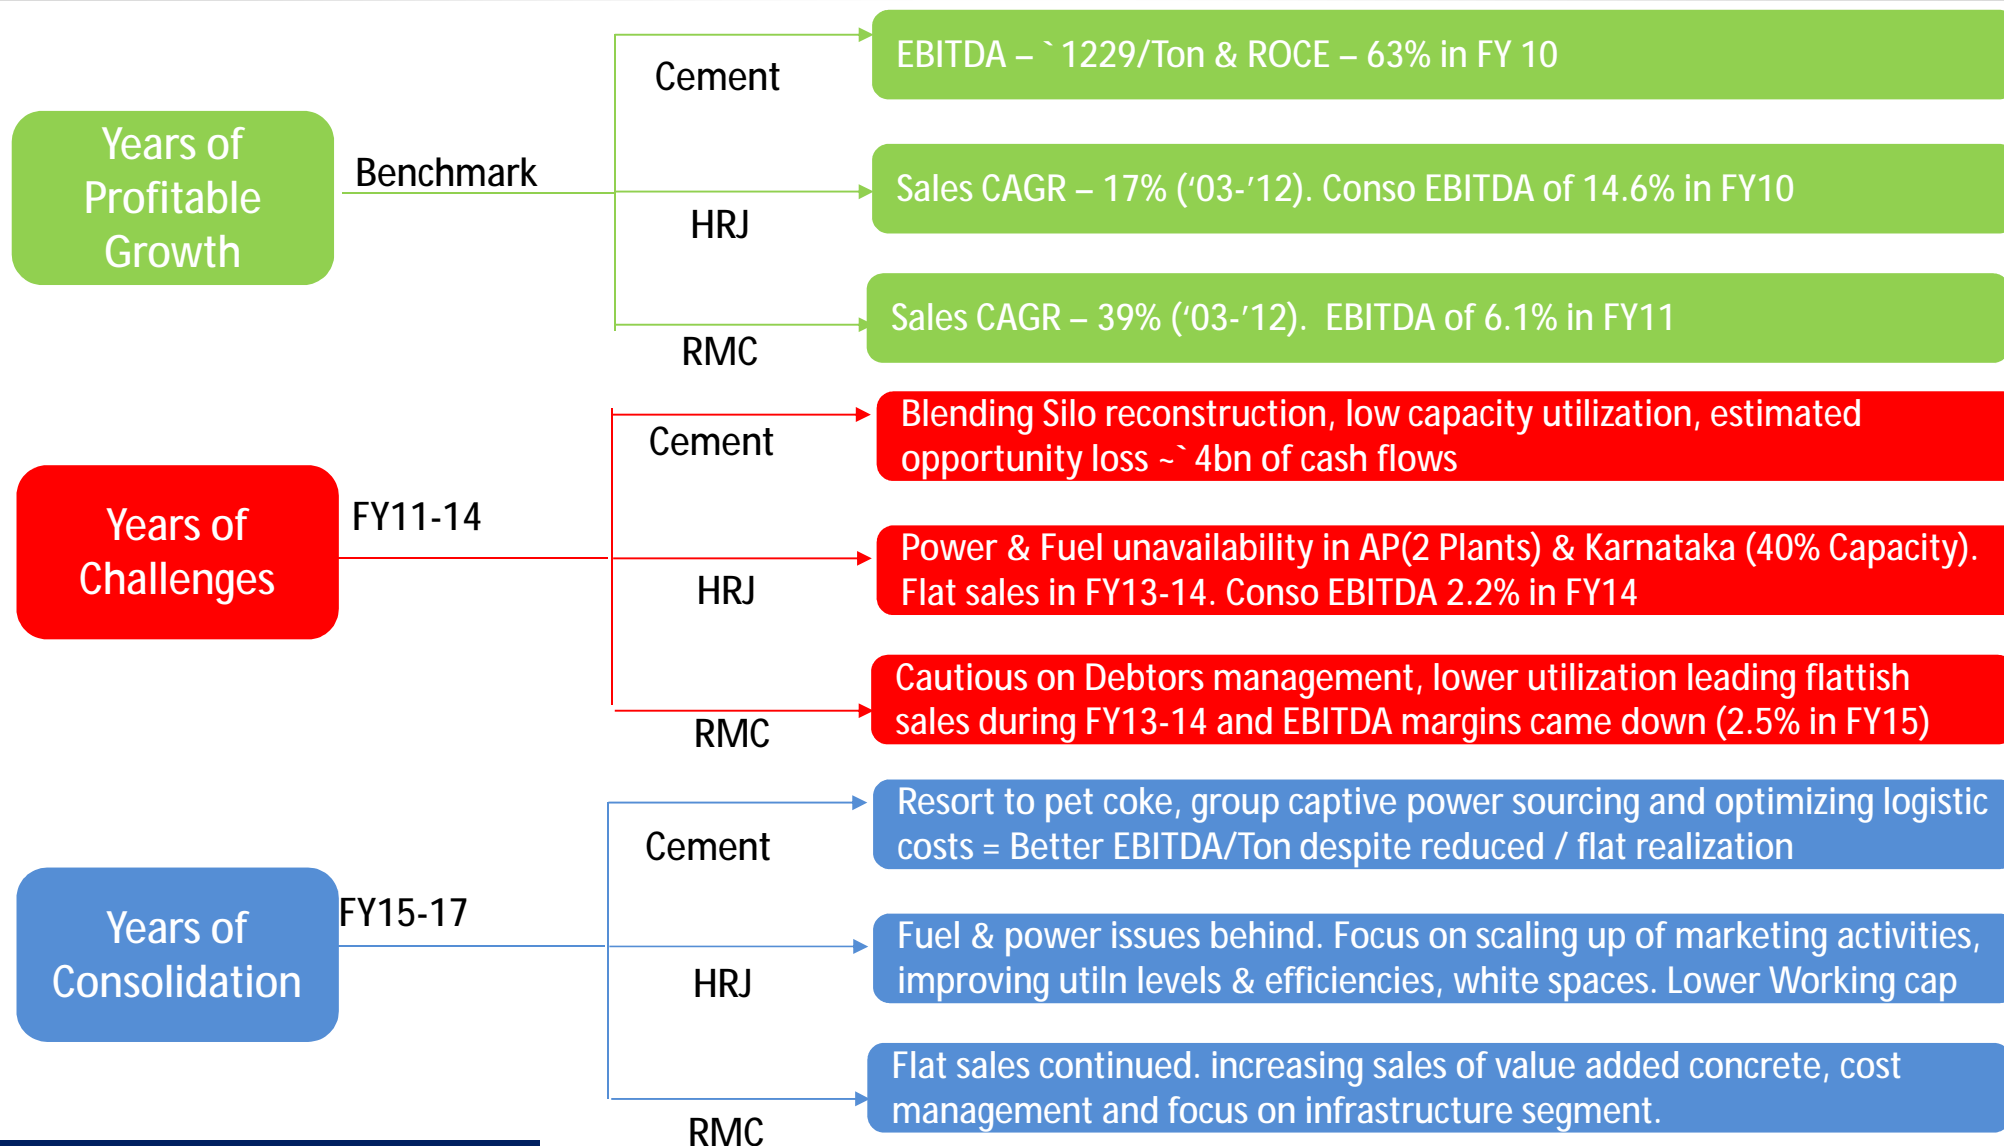 Years of
Profitable
Growth
Benchmark
Cement
EBITDA – ` 1229/Ton & ROCE – 63% in FY 10
HRJ
Sales CAGR – 17% (‘03-’12). Conso EBITDA of 14.6% in FY10
RMC
Sales CAGR – 39% (‘03-’12). EBITDA of 6.1% in FY11
Years of
Challenges
FY11-14
Cement
Blending Silo reconstruction, low capacity utilization, estimated
opportunity loss ~` 4bn of cash flows
HRJ
Power & Fuel unavailability in AP(2 Plants) & Karnataka (40% Capacity).
Flat sales in FY13-14. Conso EBITDA 2.2% in FY14
RMC
Cautious on Debtors management, lower utilization leading flattish
sales during FY13-14 and EBITDA margins came down (2.5% in FY15)
Years of
Consolidation
FY15-17
Cement
Resort to pet coke, group captive power sourcing and optimizing logistic
costs = Better EBITDA/Ton despite reduced / flat realization
HRJ
Fuel & power issues behind. Focus on scaling up of marketing activities,
improving utiln levels & efficiencies, white spaces. Lower Working cap
RMC
Flat sales continued. increasing sales of value added concrete, cost
management and focus on infrastructure segment.